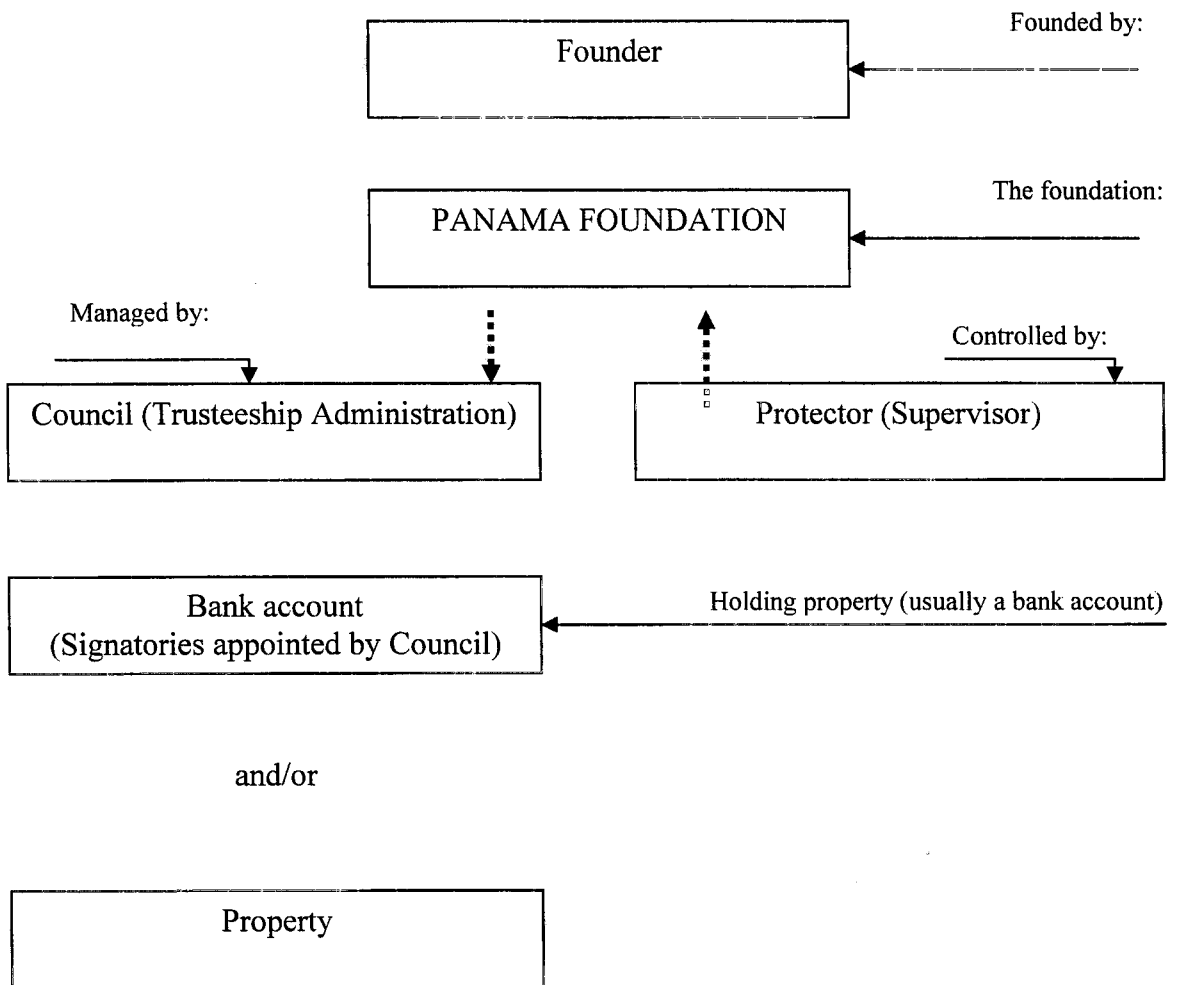 Founded by:
Founder
The foundation:
PANAMA FOUNDATION
Managed by:
Controlled by:
Council (Trusteeship Administration)
Protector (Supervisor)
Bank account
(Signatories appointed by Council)
Holding property (usually a bank account)
and/or
Property